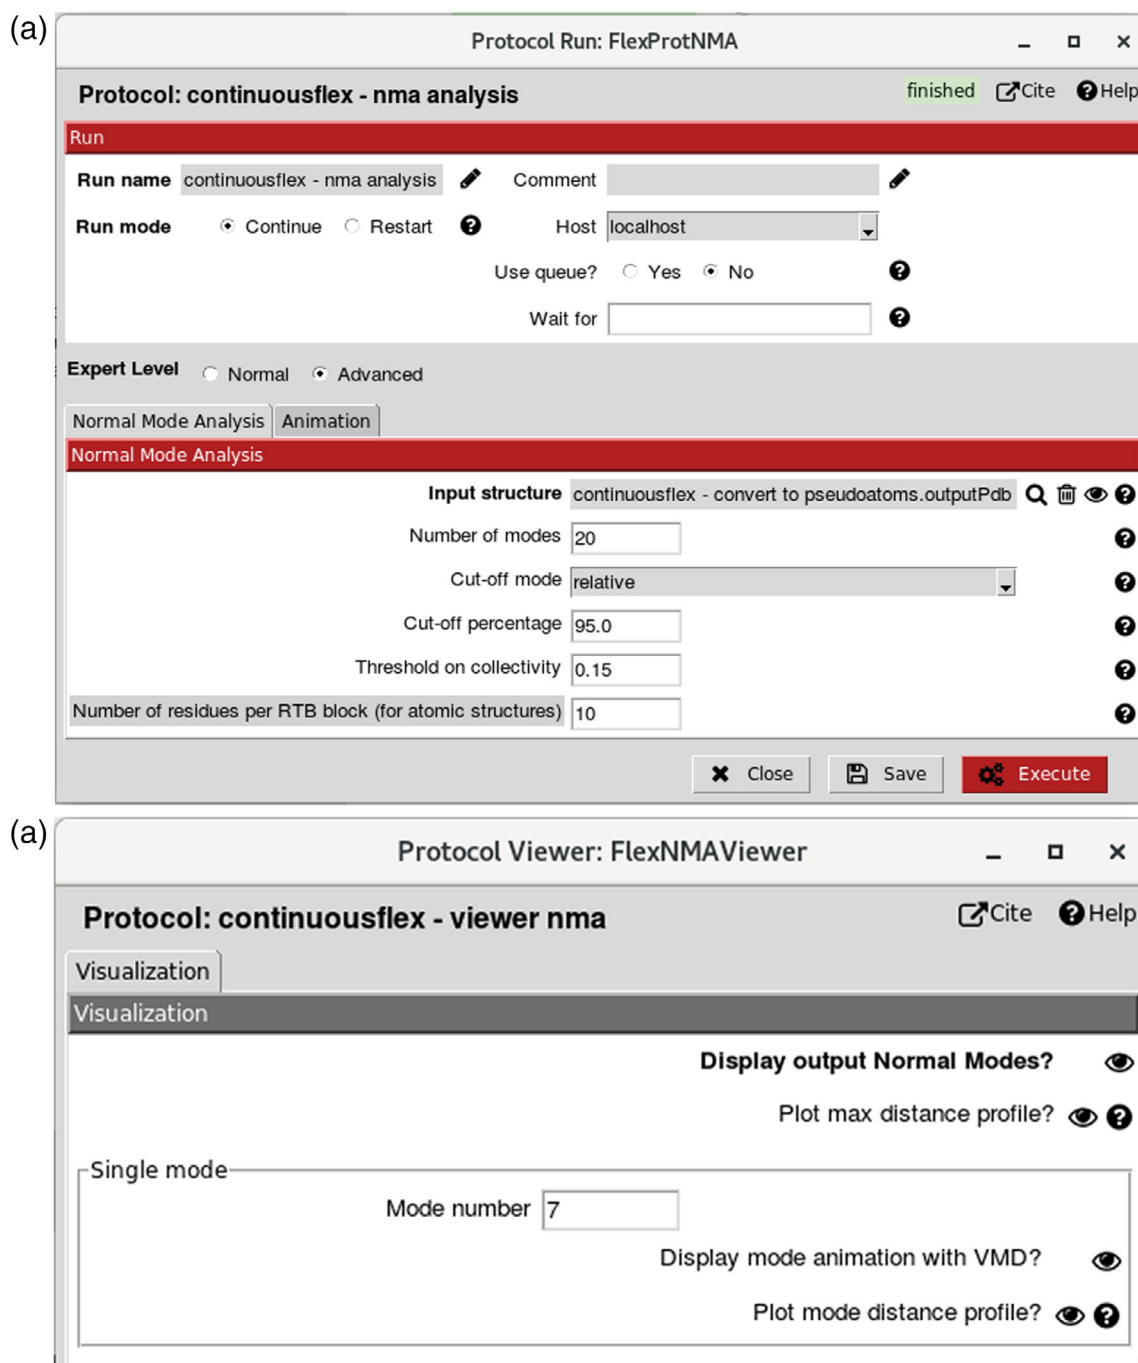 (a)
Protocol Run: FlexProtNMA
Protocol: continuousflex - nma analysis finished Cite Help
Run
Run name continuousflex - nma analysis Comment
Run mode Continue Restart Host localhost
Use queue? Yes No
Wait for
Expert Level Normal Advanced
Normal Mode Analysis Animation
Normal Mode Analysis
Input structure continuousflex - convert to pseudoatoms.outputPdb
Number of modes 20
Cut-off mode relative
Cut-off percentage 95.0
Threshold on collectivity 0.15
Number of residues per RTB block (for atomic structures) 10
Close Save Execute
(a)
Protocol Viewer: FlexNMAViewer
Protocol: continuousflex - viewer nma Cite Help
Visualization
Visualization
Display output Normal Modes?
Plot max distance profile?
Single mode
Mode number 7
Display mode animation with VMD?
Plot mode distance profile?